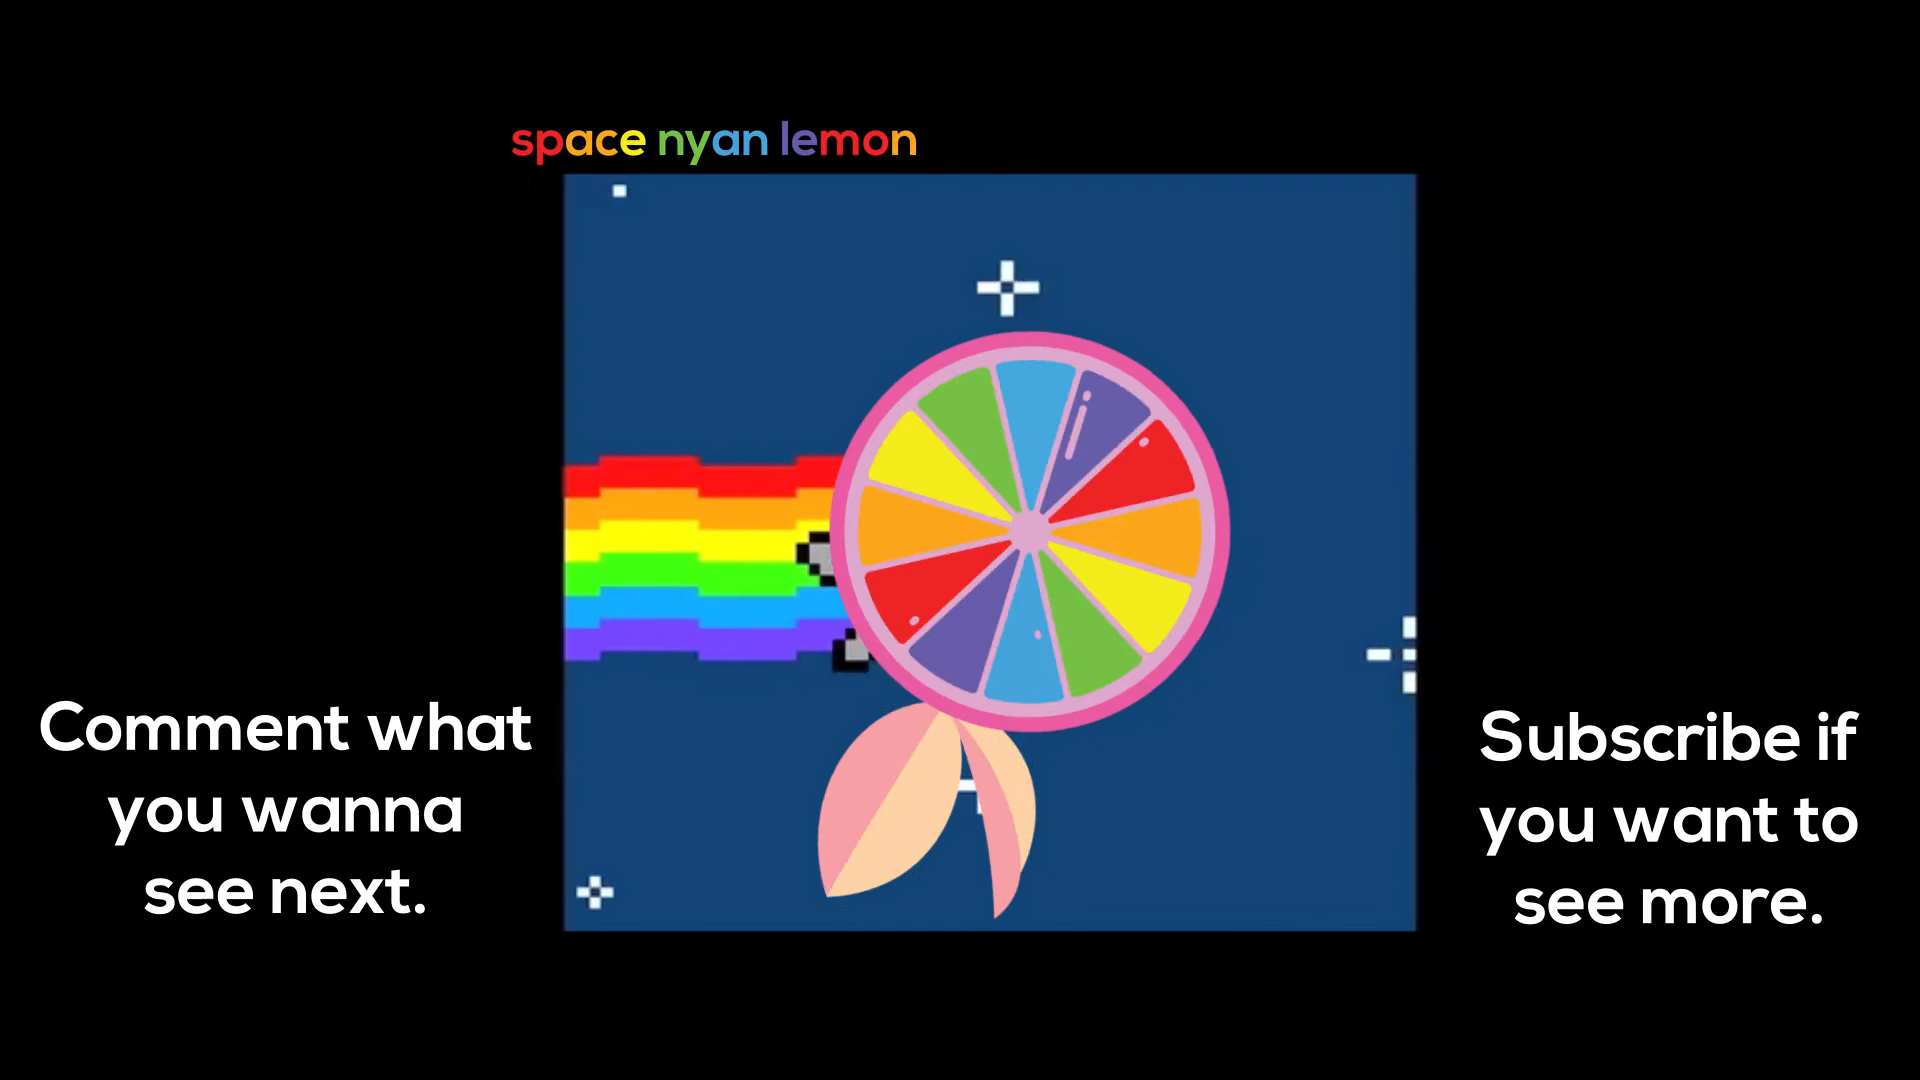 space nyan lemon
Comment what
you wanna
see next.
Subscribe if
you want to
see more.